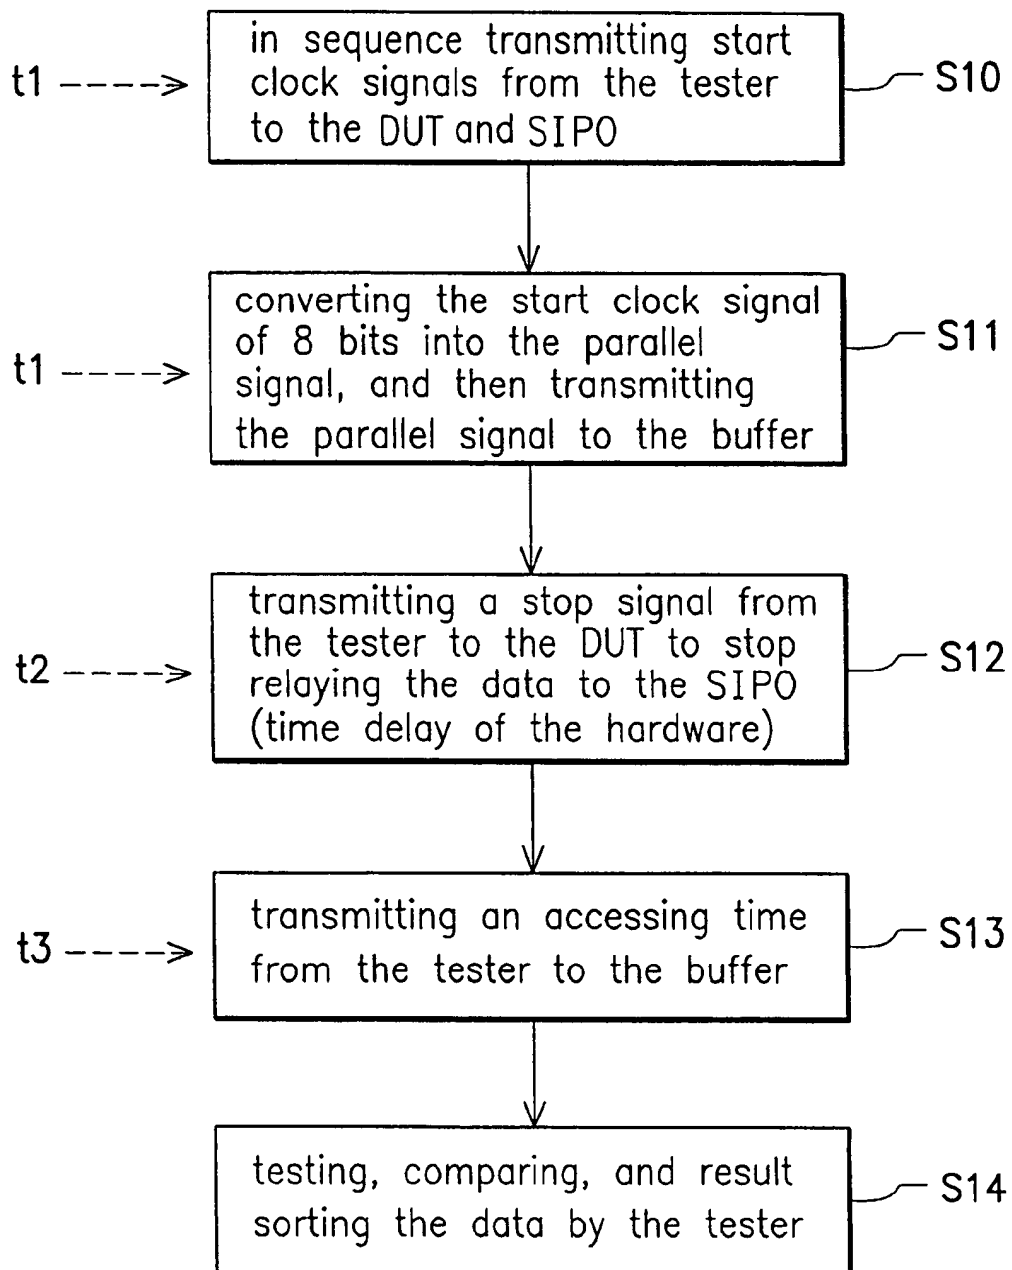 in sequence transmitting start
clock signals from the tester
to the DUT and SIPO
t1
S10
converting the start clock signal
of 8 bits into the parallel
signal, and then transmitting
the parallel signal to the buffer
t1
S11
transmitting a stop signal from
the tester to the DUT to stop
relaying the data to the SIPO
(time delay of the hardware)
t2
S12
transmitting an accessing time
from the tester to the buffer
t3
S13
testing, comparing, and result
sorting the data by the tester
S14